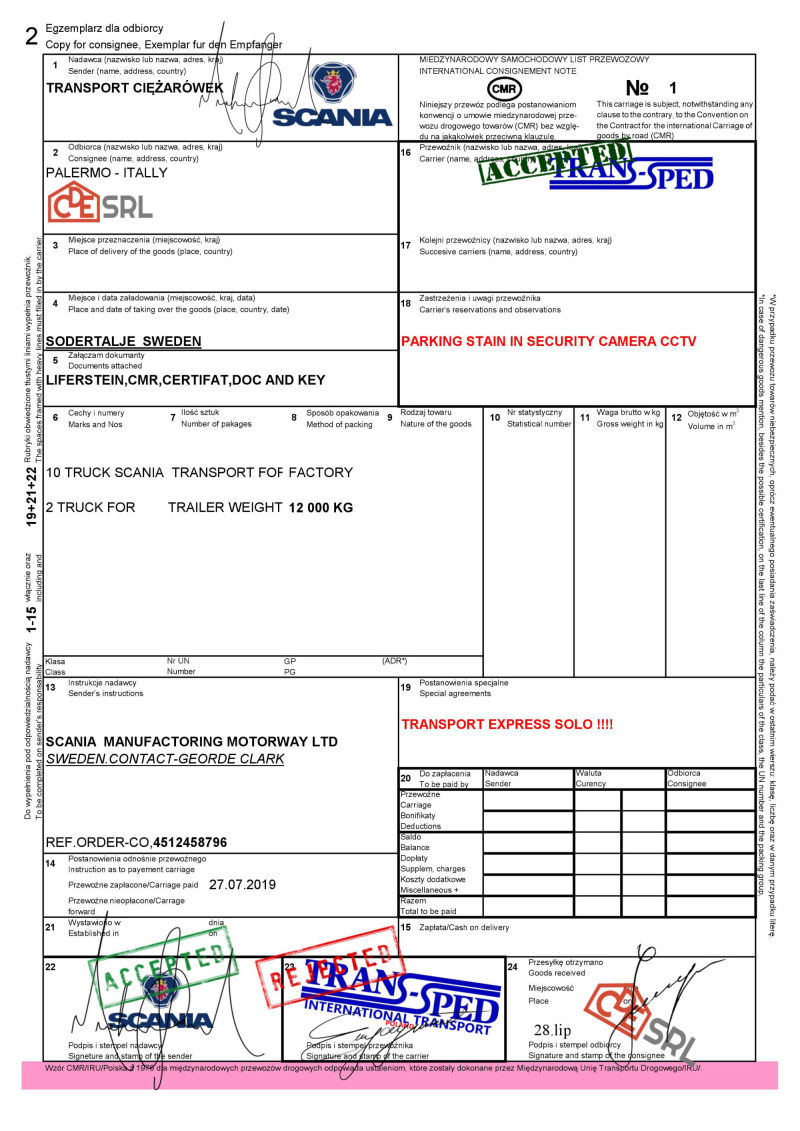 2
Egzemplarz dla odbiorcy
Copy for consignee, Exemplar fur den Empfanger
1 Nadawca (nazwisko lub nazwa, adres, kraj)
Sender (name, address, country)
TRANSPORT CIĘŻARÓWEK
SCANIA
MIEDZYNARODOWY SAMOCHODOWY LIST PRZEWOZOWY
INTERNATIONAL CONSIGNEMENT NOTE
CMR
№ 1
Niniejszy przewóz podlega postanowianiom
konwencji o umowie miedzynarodowej prze-
wozu drogowego towarów (CMR) bez wzglę-
du na jakąkolwiek przeciwną klauzulę.
This carriage is subject, notwithstanding any
clause to the contrary, to the Convention on
the Contract for the international Carriage of
goods by road (CMR)
2 Odbiorca (nazwisko lub nazwa, adres, kraj)
Consignee (name, address, country)
PALERMO - ITALLY
CDE SRL
16 Przewoźnik (nazwisko lub nazwa, adres, kraj)
Carrier (name, address, country)
ACCEPTED
TRANS-SPED
3 Miejsce przeznaczenia (miejscowość, kraj)
Place of delivery of the goods (place, country)
17 Kolejni przewoźnicy (nazwisko lub nazwa, adres, kraj)
Succesive carriers (name, address, country)
4 Miejsce i data załadowania (miejscowość, kraj, data)
Place and date of taking over the goods (place, country, date)
SODERTALJE SWEDEN
18 Zastrzeżenia i uwagi przewoźnika
Carrier's reservations and observations
PARKING STAIN IN SECURITY CAMERA CCTV
5 Załączam dokumanty
Documents attached
LIFERSTEIN,CMR,CERTIFAT,DOC AND KEY
6 Cechy i numery
Marks and Nos
7 Ilość sztuk
Number of pakages
8 Sposób opakowania
Method of packing
9 Rodzaj towaru
Nature of the goods
10 Nr statystyczny
Statistical number
11 Waga brutto w kg
Gross weight in kg
12 Objętość w m3
Volume in m3
10 TRUCK SCANIA TRANSPORT FOR FACTORY
2 TRUCK FOR TRAILER WEIGHT 12 000 KG
Klasa
Class
Nr UN
Number
GP
PG
(ADR*)
13 Instrukcje nadawcy
Sender's instructions
SCANIA MANUFACTORING MOTORWAY LTD
SWEDEN.CONTACT-GEORDE CLARK
REF.ORDER-CO,4512458796
19 Postanowienia specjalne
Special agreements
TRANSPORT EXPRESS SOLO !!!!
20 Do zapłacenia
To be paid by
Nadawca
Sender
Waluta
Curency
Odbiorca
Consignee
Przewoźne
Carriage
Bonifikaty
Deductions
Saldo
Balance
Dopłaty
Supplem, charges
Koszty dodatkowe
Miscellaneous +
Razem
Total to be paid
14 Postanowienia odnośnie przewoźnego
Instruction as to payement carriage
Przewoźne zapłacone/Carriage paid 27.07.2019
Przewoźne nieopłacone/Carrage
forward
21 Wystawiono w
Established in
dnia
on
15 Zapłata/Cash on delivery
22
ACCEPTED
SCANIA
Podpis i stempel nadawcy
Signeture and stamp of the sender
23
REJECTED
TRANS-SPED
INTERNATIONAL TRANSPORT
POLAND
Podpis i stempel przewoźnika
Signature and stamp of the carrier
24 Przesyłkę otrzymano
Goods received
Miejscowość
Place
on
CDE SRL
28.lip
Podpis i stempel odbiorcy
Signature and stamp of the consignee
Wzór CMR/IRU/Polska z 1976 dla międzynarodowych przewozów drogowych odpowiada ustaleniom, które zostały dokonane przez Międzynarodową Unię Transportu Drogowego/IRU/.
Do wypełnienia pod odpowiedzialnością nadawcy 1-15 włącznie oraz 19+21+22 Rubryki obwiedzione tłustymi liniami wypełnia przewoźnik.
To be completed on sender's responsability including and The spaces framed with heavy lines must filled in by the carrier
*W przypadku przewozu towarów niebezpiecznych, oprócz ewentualnego posiadania zaświadczenia, należy podać w ostatnim wierszu: klasę, liczbę oraz w danym przypadku literę.
*In case of dangerous goods mention, besides the possible certification, on the last line of the column the particulars of the class, the UN number and the packing group.